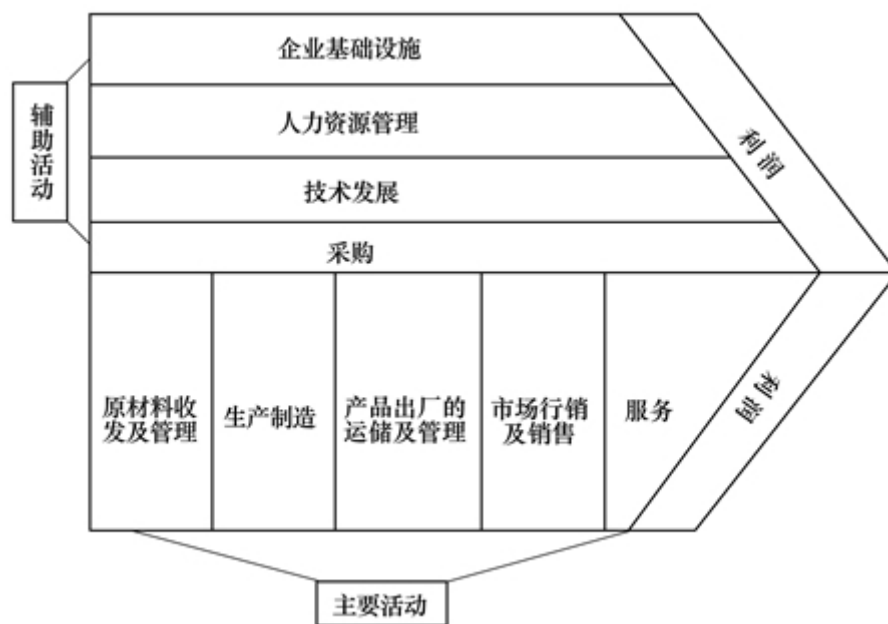 企业基础设施
辅助活动
人力资源管理
利润
技术发展
采购
原材料收
发及管理
生产制造
产品出厂的
运储及管理
市场行销
及销售
服务
利润
主要活动